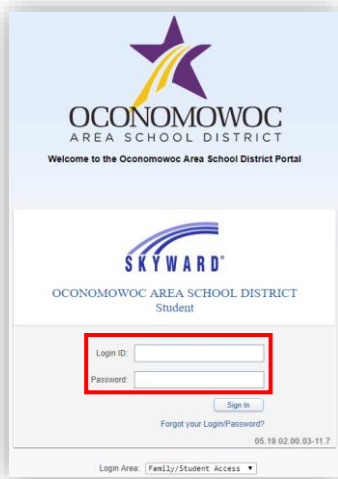 OCONOMOWOC
AREA SCHOOL DISTRICT
Welcome to the Oconomowoc Area School District Portal
SKYWARD®
OCONOMOWOC AREA SCHOOL DISTRICT
Student
Login ID:
Password:
Sign In
Forgot your Login/Password?
05.19.02.00.03-11.7
Login Area: Family/Student Access